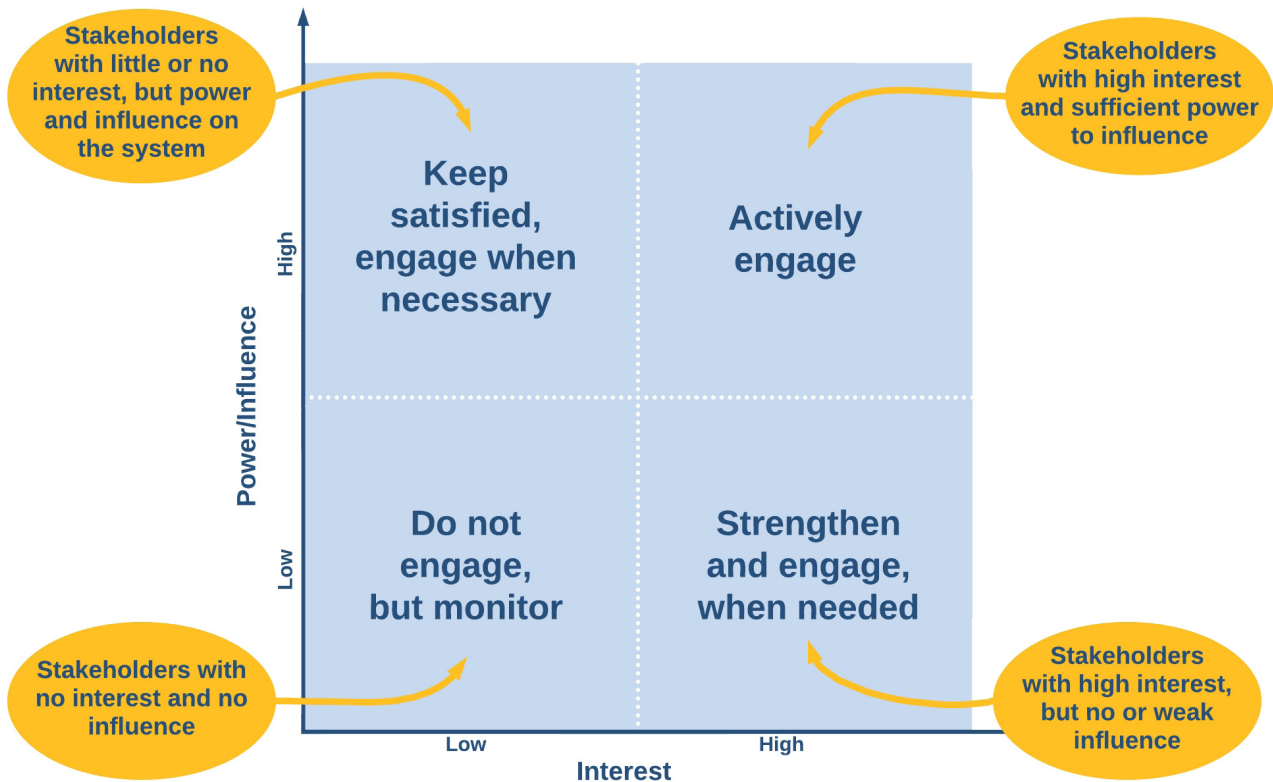 Stakeholders
with little or no
interest, but power
and influence on
the system
Stakeholders
with high interest
and sufficient power
to influence
Keep
satisfied,
engage when
necessary
Actively
engage
High
Power/Influence
Low
Do not
engage,
but monitor
Strengthen
and engage,
when needed
Stakeholders with
no interest and no
influence
Stakeholders
with high interest,
but no or weak
influence
Low
High
Interest